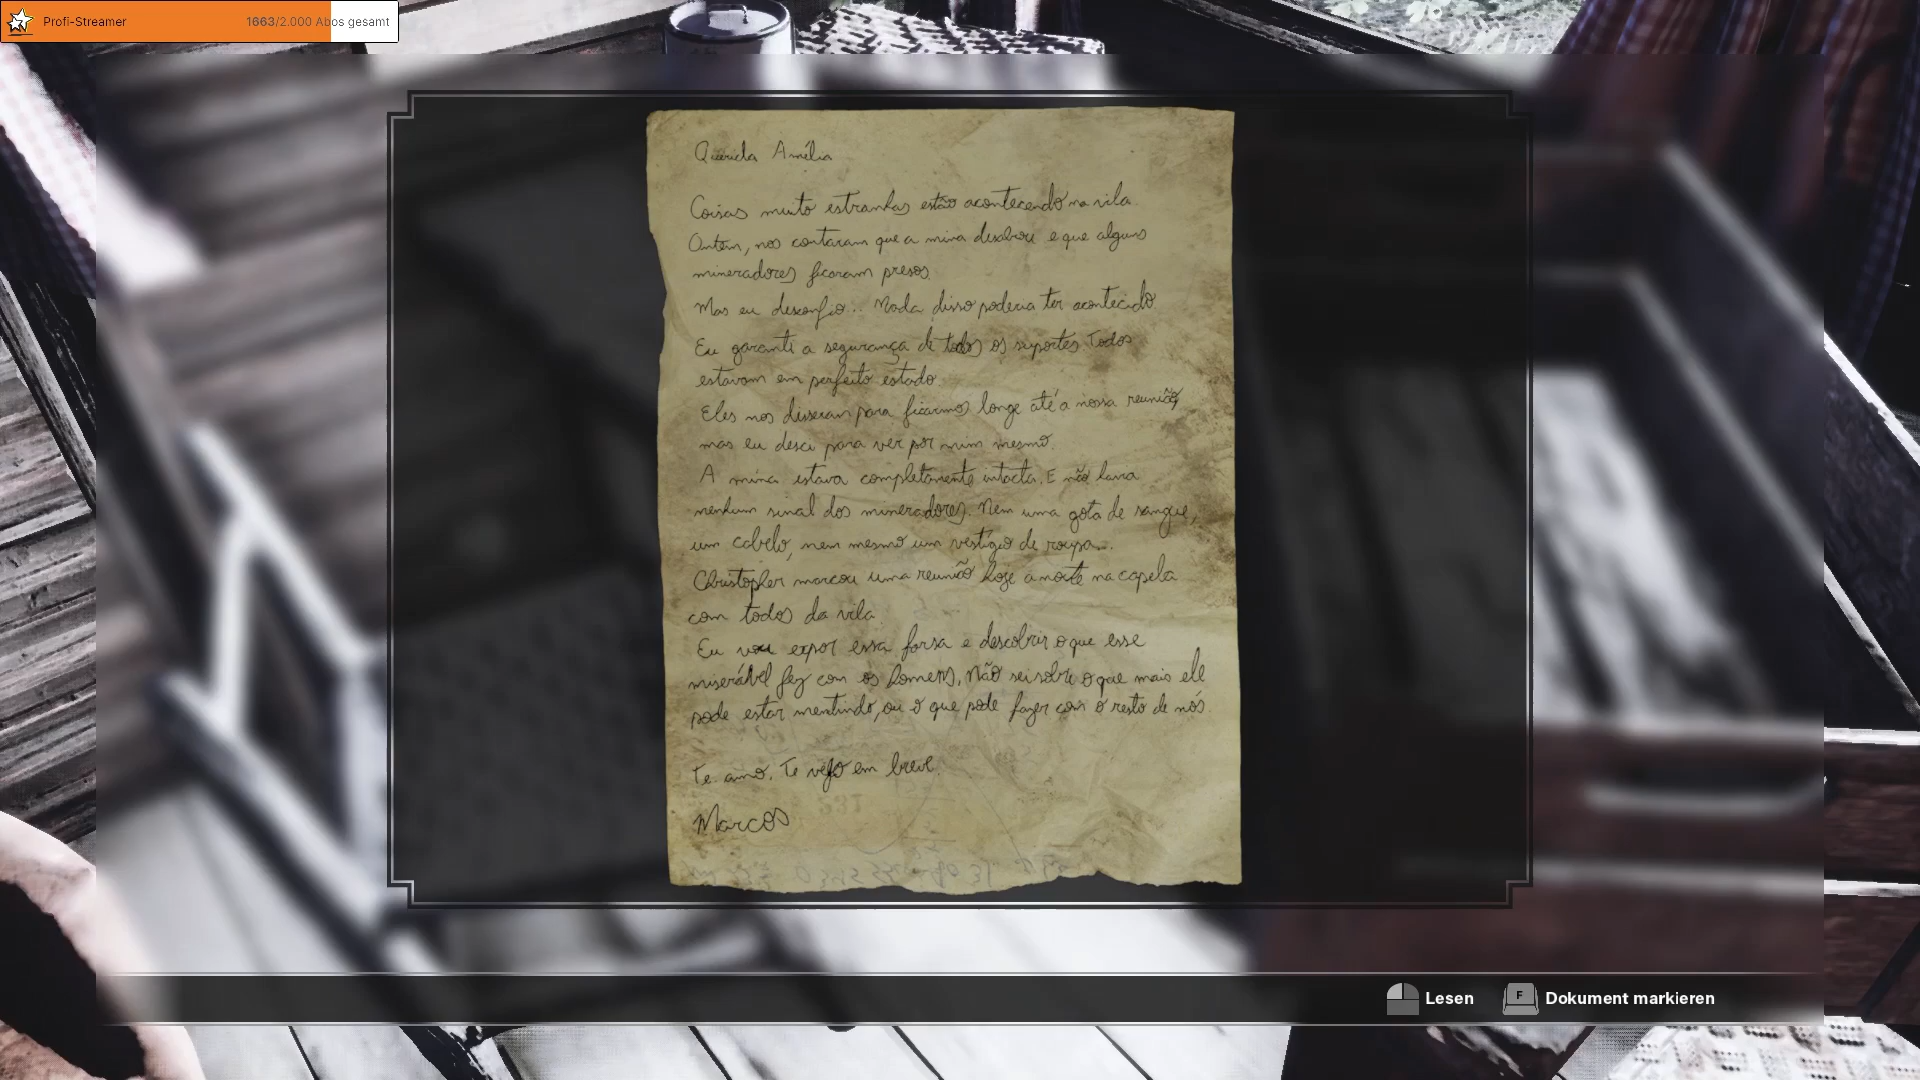 Profi-Streamer
1663/2.000 Abos gesamt
Querida Amélia
Coisas muito estranhas estão acontecendo na vila.
Ontem, nos contaram que a mina desabou e que alguns
mineradores ficaram presos.
Mas eu desconfio... Nada disso poderia ter acontecido
Eu garanti a segurança de todos os suportes Todos
estavam em perfeito estado.
Eles nos disseram para ficarmos longe até a nossa reunião,
mas eu desci para ver por mim mesmo.
A mina estava completamente intacta. E não havia
nenhum sinal dos mineradores. Nem uma gota de sangue,
um cabelo, nem mesmo um vestígio de roupa...
Christopher marcou uma reunião hoje a noite na capela
com todos da vila.
Eu vou expor essa farsa e descobrir o que esse
miserável fez com os homens. Não sei sobre o que mais ele
pode estar mentindo, ou o que pode fazer com o resto de nós.
Te amo. Te vejo em breve.
Marcos
Lesen
F
Dokument markieren